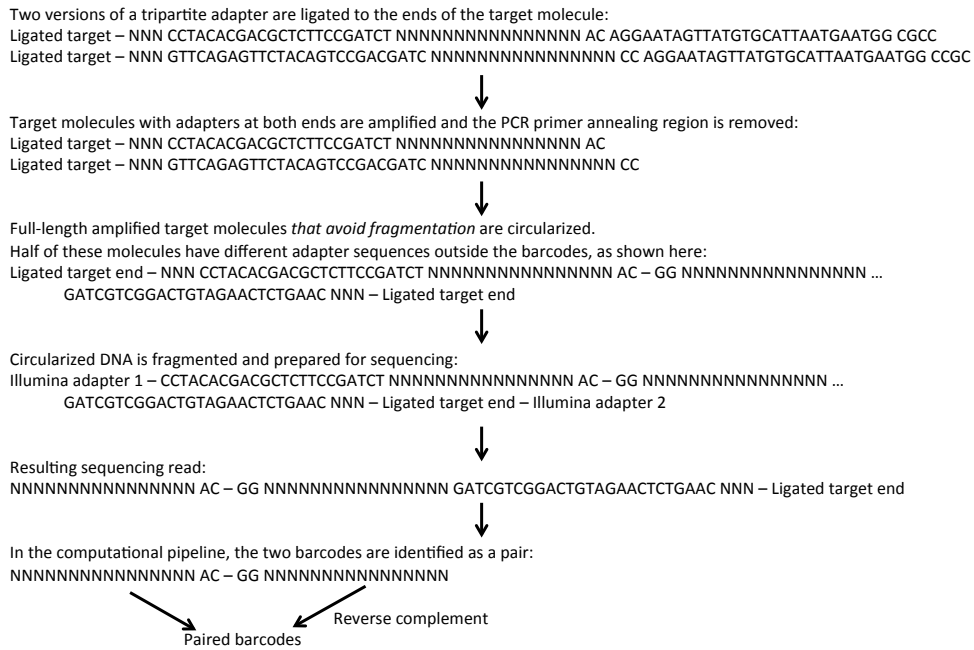 Two versions of a tripartite adapter are ligated to the ends of the target molecule:
Ligated target – NNN CCTACACGACGCTCTTCCGATCT NNNNNNNNNNNNNNNN AC AGGAATAGTTATGTGCATTAATGAATGG CGCC
Ligated target – NNN GTTCAGAGTTCTACAGTCCGACGATC NNNNNNNNNNNNNNNN CC AGGAATAGTTATGTGCATTAATGAATGG CCGC
Target molecules with adapters at both ends are amplified and the PCR primer annealing region is removed:
Ligated target – NNN CCTACACGACGCTCTTCCGATCT NNNNNNNNNNNNNNNN AC
Ligated target – NNN GTTCAGAGTTCTACAGTCCGACGATC NNNNNNNNNNNNNNNN CC
Full-length amplified target molecules that avoid fragmentation are circularized.
Half of these molecules have different adapter sequences outside the barcodes, as shown here:
Ligated target end – NNN CCTACACGACGCTCTTCCGATCT NNNNNNNNNNNNNNNN AC – GG NNNNNNNNNNNNNNNN ...
GATCGTCGGACTGTAGAACTCTGAAC NNN – Ligated target end
Circularized DNA is fragmented and prepared for sequencing:
Illumina adapter 1 – CCTACACGACGCTCTTCCGATCT NNNNNNNNNNNNNNNN AC – GG NNNNNNNNNNNNNNNN ...
GATCGTCGGACTGTAGAACTCTGAAC NNN – Ligated target end – Illumina adapter 2
Resulting sequencing read:
NNNNNNNNNNNNNNNN AC – GG NNNNNNNNNNNNNNNN GATCGTCGGACTGTAGAACTCTGAAC NNN – Ligated target end
In the computational pipeline, the two barcodes are identified as a pair:
NNNNNNNNNNNNNNNN AC – GG NNNNNNNNNNNNNNNN
Reverse complement
Paired barcodes